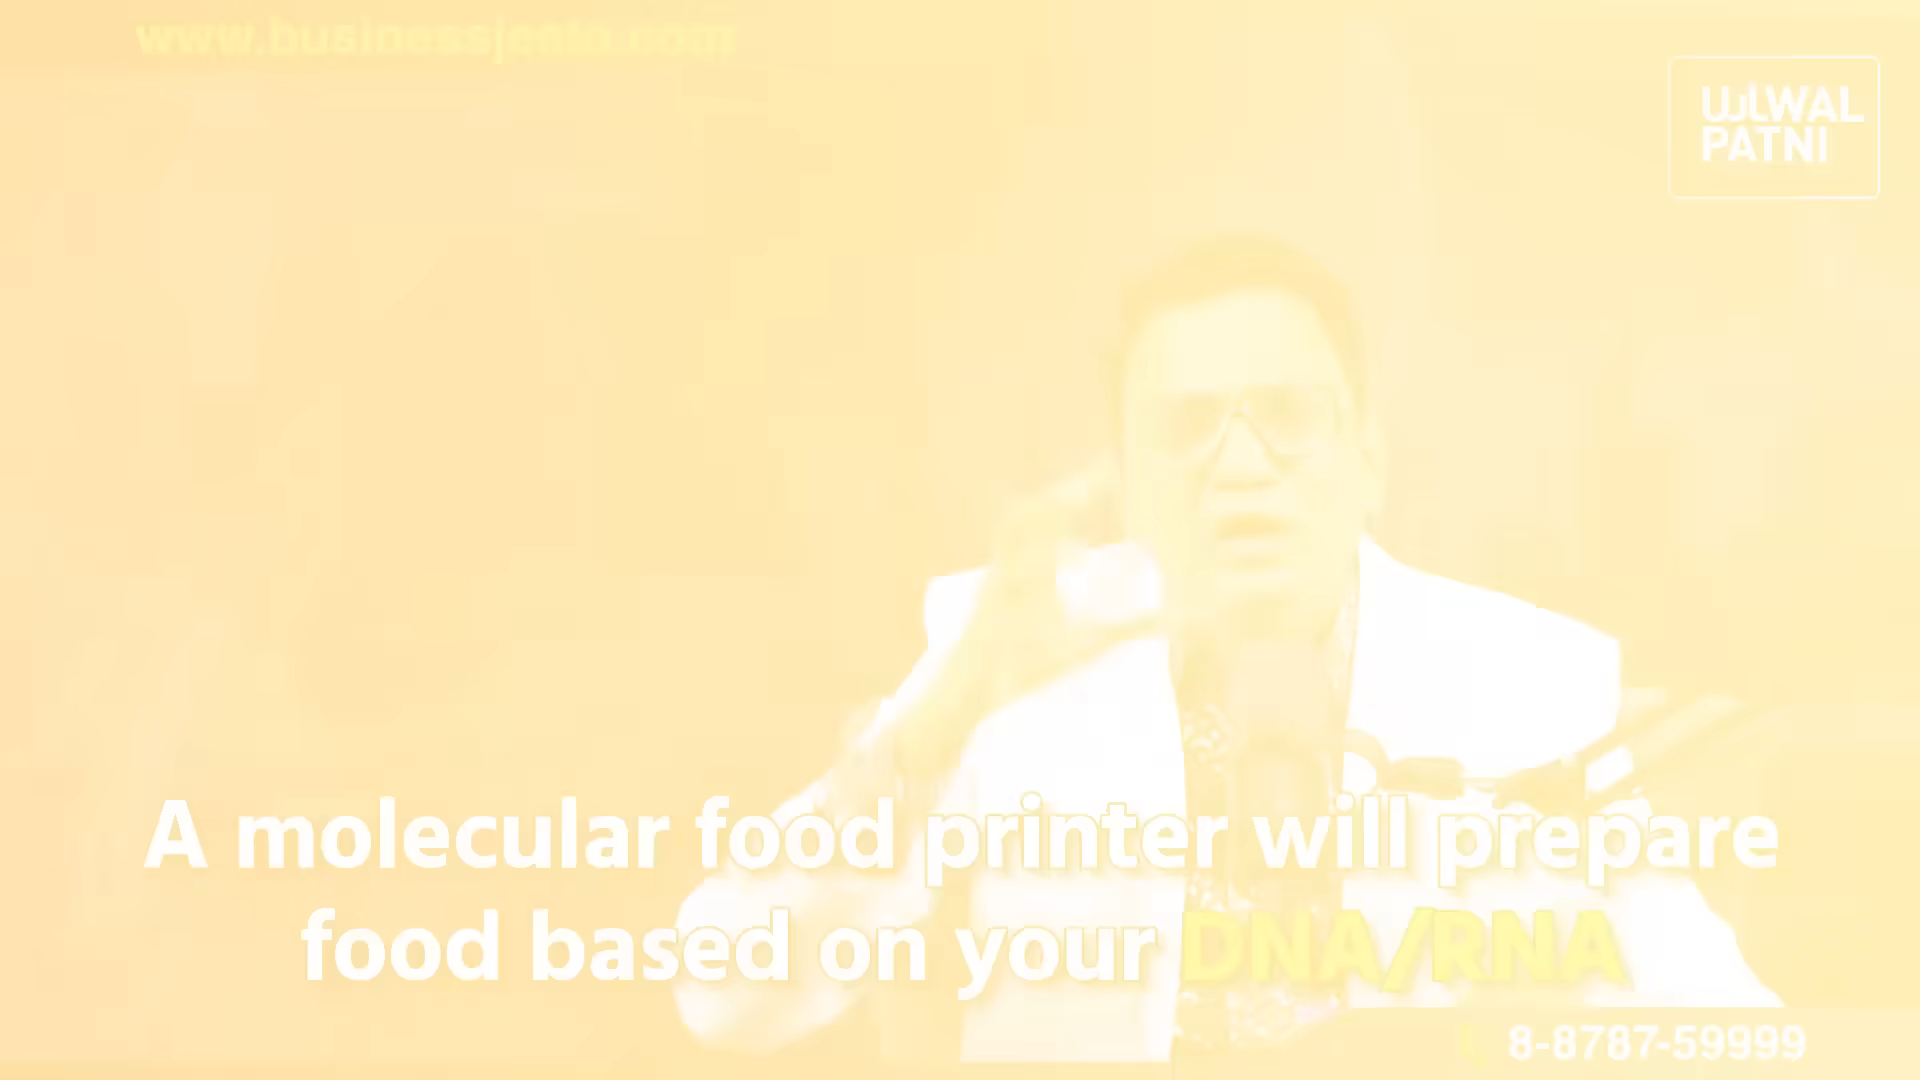 www.businessjeeto.com
UJJWAL
PATNI
A molecular food printer will prepare
food based on your DNA/RNA
8-8787-59999